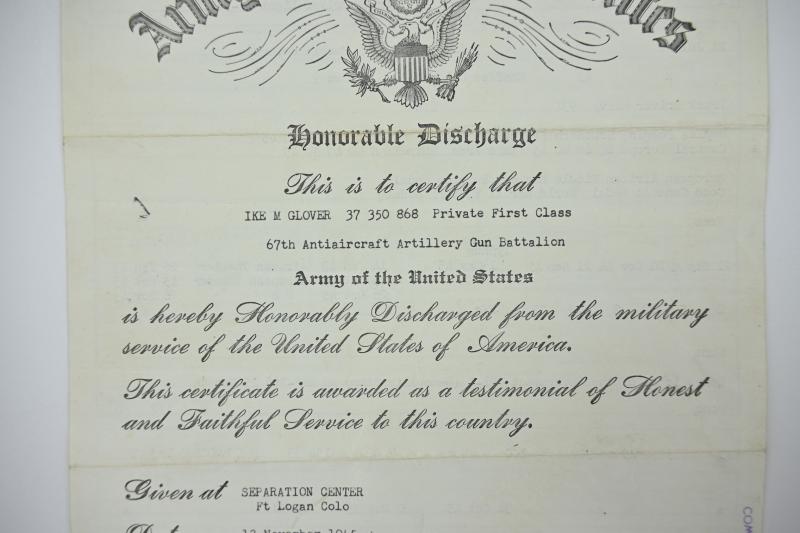 Army
Honorable Discharge
This is to certify that
IKE M GLOVER 37 350 868 Private First Class
67th Antiaircraft Artillery Gun Battalion
Army of the United States
is hereby Honorably Discharged from the military
service of the United States of America.
This certificate is awarded as a testimonial of Honest
and Faithful Service to this country.
Given at SEPARATION CENTER
Ft Logan Colo
November
COM